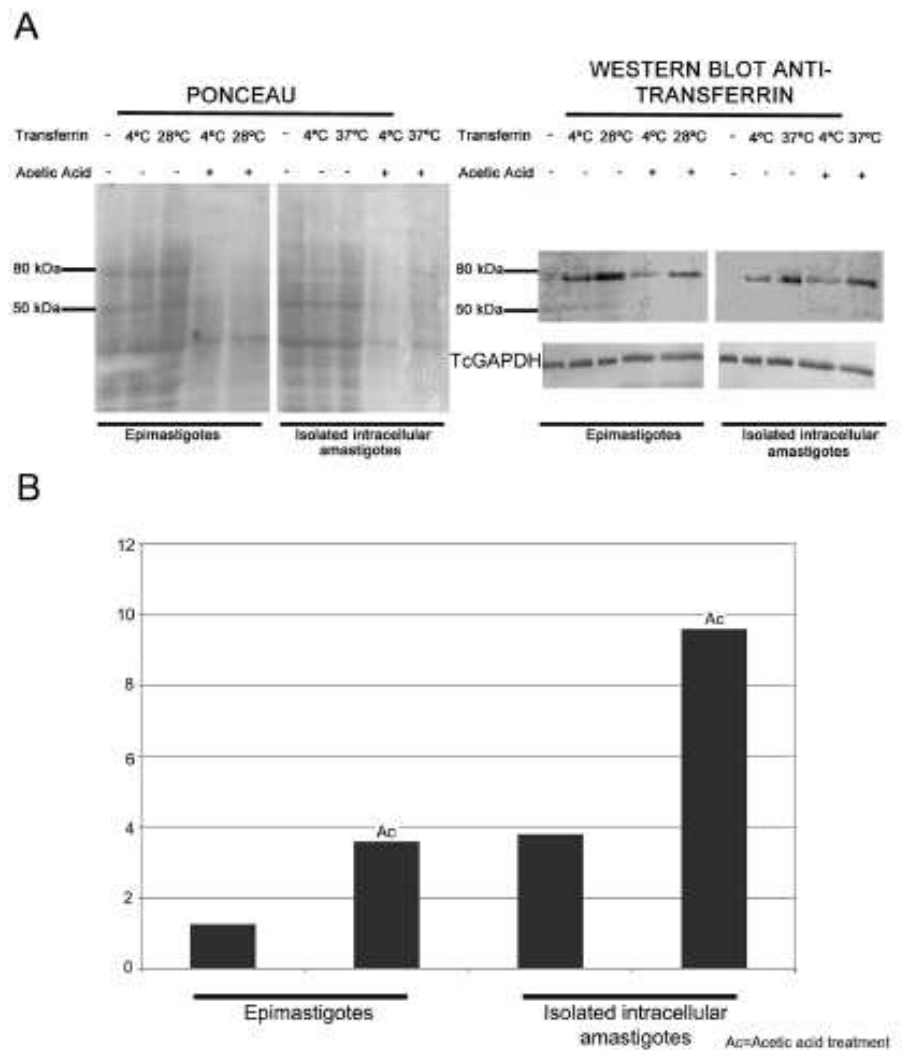 A
PONCEAU
WESTERN BLOT ANTI-
TRANSFERRIN
Transferrin - 4ºC 28ºC 4ºC 28ºC - 4ºC 37ºC 4ºC 37ºC
Acetic Acid - - - + + - - - + +
80 kDa
50 kDa
Epimastigotes
Isolated intracellular
amastigotes
Transferrin - 4ºC 28ºC 4ºC 28ºC - 4ºC 37ºC 4ºC 37ºC
Acetic Acid - - - + + - - - + +
80 kDa
50 kDa
TcGAPDH
Epimastigotes
Isolated intracellular
amastigotes
B
12
10
8
6
4
2
0
Ac
Ac
Epimastigotes
Isolated intracellular
amastigotes
Ac=Acetic acid treatment